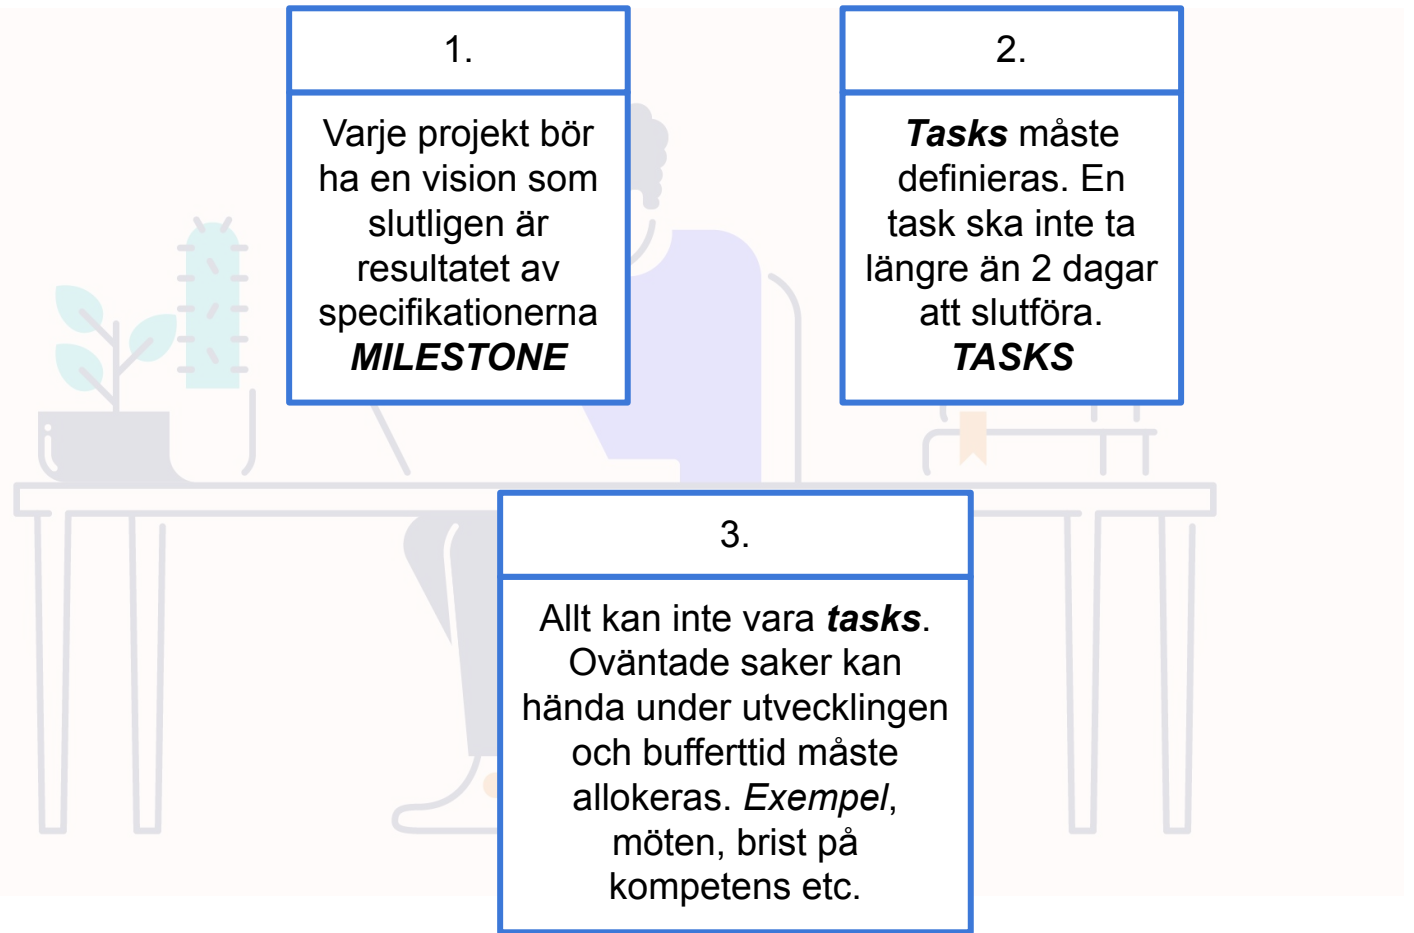 1.
Varje projekt bör
ha en vision som
slutligen är
resultatet av
specifikationerna
MILESTONE
2.
Tasks måste
definieras. En
task ska inte ta
längre än 2 dagar
att slutföra.
TASKS
3.
Allt kan inte vara tasks.
Oväntade saker kan
hända under utvecklingen
och bufferttid måste
allokeras. Exempel,
möten, brist på
kompetens etc.